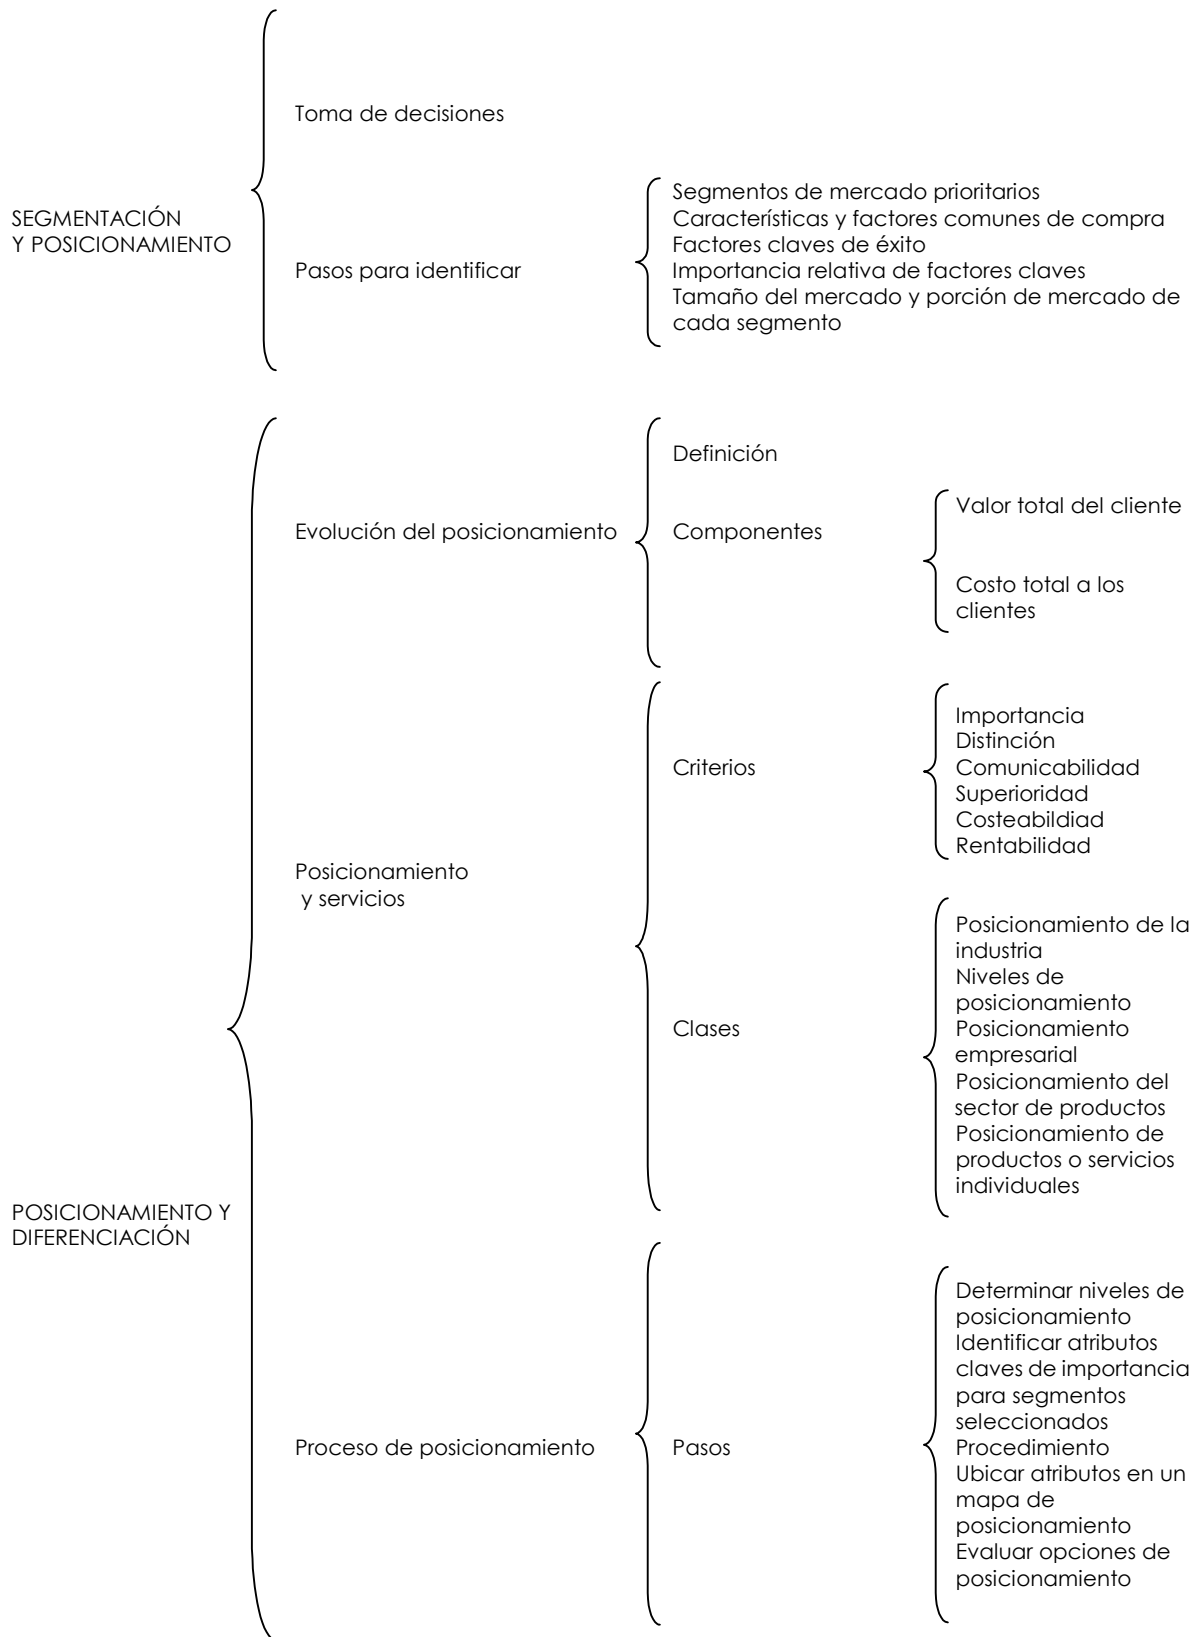 Toma de decisiones
SEGMENTACIÓN
Y POSICIONAMIENTO
Pasos para identificar
Segmentos de mercado prioritarios
Características y factores comunes de compra
Factores claves de éxito
Importancia relativa de factores claves
Tamaño del mercado y porción de mercado de
cada segmento
POSICIONAMIENTO Y
DIFERENCIACIÓN
Evolución del posicionamiento
Definición
Componentes
Valor total del cliente
Costo total a los
clientes
Posicionamiento
y servicios
Criterios
Importancia
Distinción
Comunicabilidad
Superioridad
Costeabildiad
Rentabilidad
Clases
Posicionamiento de la
industria
Niveles de
posicionamiento
Posicionamiento
empresarial
Posicionamiento del
sector de productos
Posicionamiento de
productos o servicios
individuales
Proceso de posicionamiento
Pasos
Determinar niveles de
posicionamiento
Identificar atributos
claves de importancia
para segmentos
seleccionados
Procedimiento
Ubicar atributos en un
mapa de
posicionamiento
Evaluar opciones de
posicionamiento